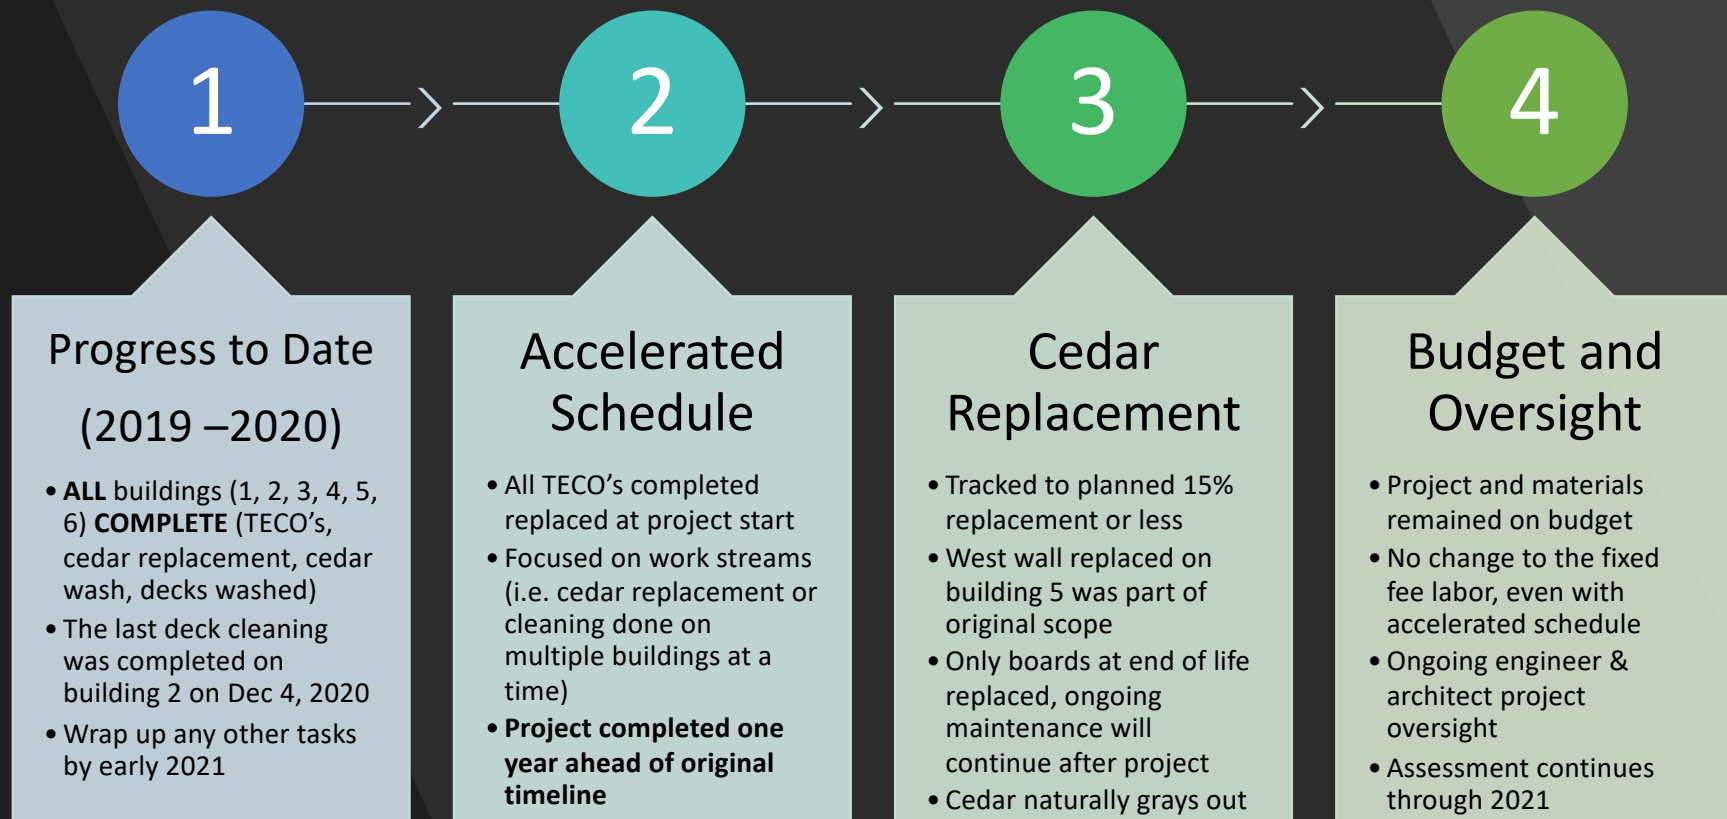 1
2
3
4
Progress to Date
(2019 –2020)
• ALL buildings (1, 2, 3, 4, 5,
6) COMPLETE (TECO’s,
cedar replacement, cedar
wash, decks washed)
• The last deck cleaning
was completed on
building 2 on Dec 4, 2020
• Wrap up any other tasks
by early 2021
Accelerated
Schedule
• All TECO’s completed
replaced at project start
• Focused on work streams
(i.e. cedar replacement or
cleaning done on
multiple buildings at a
time)
• Project completed one
year ahead of original
timeline
Cedar
Replacement
• Tracked to planned 15%
replacement or less
• West wall replaced on
building 5 was part of
original scope
• Only boards at end of life
replaced, ongoing
maintenance will
continue after project
• Cedar naturally grays out
Budget and
Oversight
• Project and materials
remained on budget
• No change to the fixed
fee labor, even with
accelerated schedule
• Ongoing engineer &
architect project
oversight
• Assessment continues
through 2021